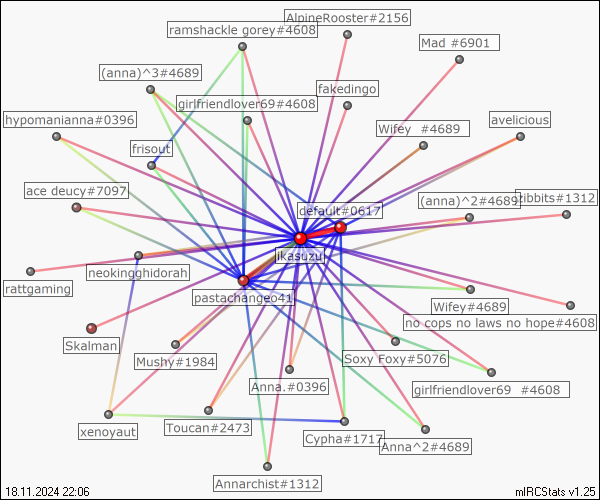 AlpineRooster#2156
ramshackle gorey#4608
Mad #6901
(anna)^3#4689
fakedingo
girlfriendlover69#4608
hypomanianna#0396
avelicious
Wifey  #4689
frisout
ace deucy#7097
zibbits#1312
(anna)^2#4689
default#0617
ikasuzu
neokingghidorah
rattgaming
pastachangeo41
Wifey#4689
no cops no laws no hope#4608
Skalman
Mushy#1984
Soxy Foxy#5076
Anna.#0396
girlfriendlover69  #4608
Toucan#2473
xenoyaut
Cypha#1717
Anna^2#4689
Annarchist#1312
18.11.2024 22:06
mIRCStats v1.25